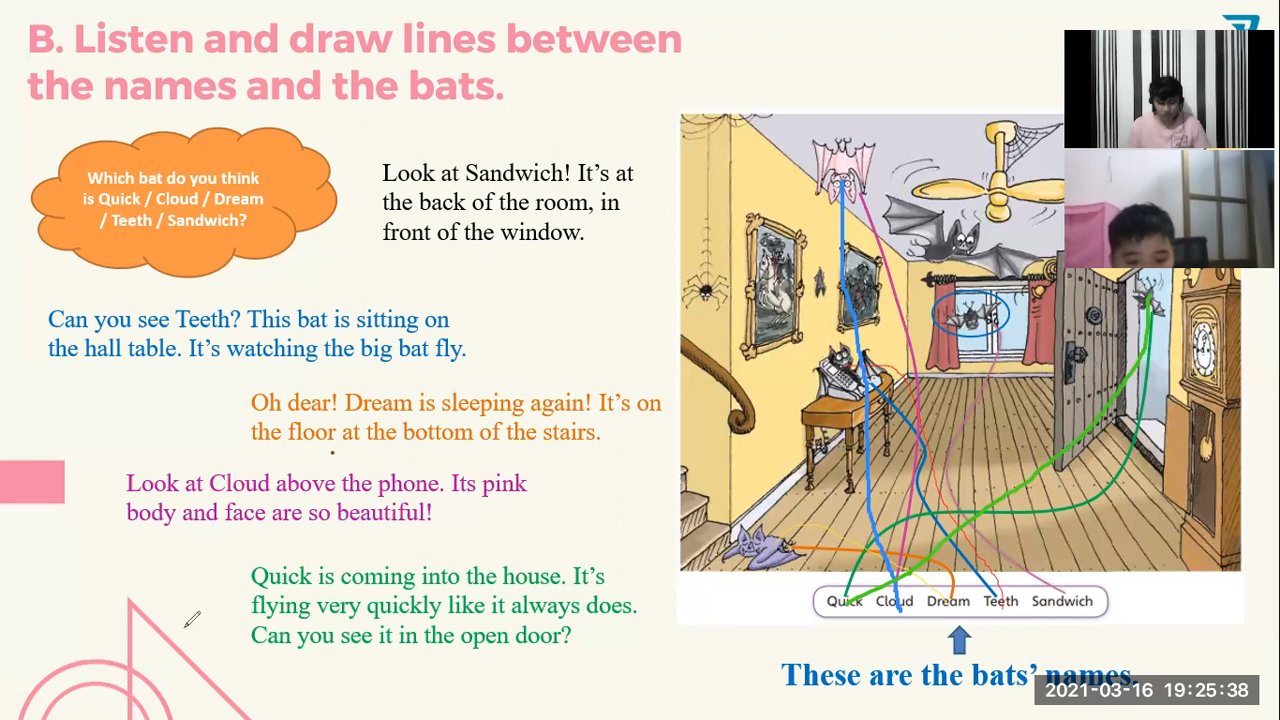 B. Listen and draw lines between
the names and the bats.
Which bat do you think
is Quick / Cloud / Dream
/ Teeth / Sandwich?
Look at Sandwich! It’s at
the back of the room, in
front of the window.
Can you see Teeth? This bat is sitting on
the hall table. It’s watching the big bat fly.
Oh dear! Dream is sleeping again! It’s on
the floor at the bottom of the stairs.
Look at Cloud above the phone. Its pink
body and face are so beautiful!
Quick is coming into the house. It’s
flying very quickly like it always does.
Can you see it in the open door?
Quick Cloud Dream Teeth Sandwich
These are the bats’ names.
2021-03-16 19:25:38